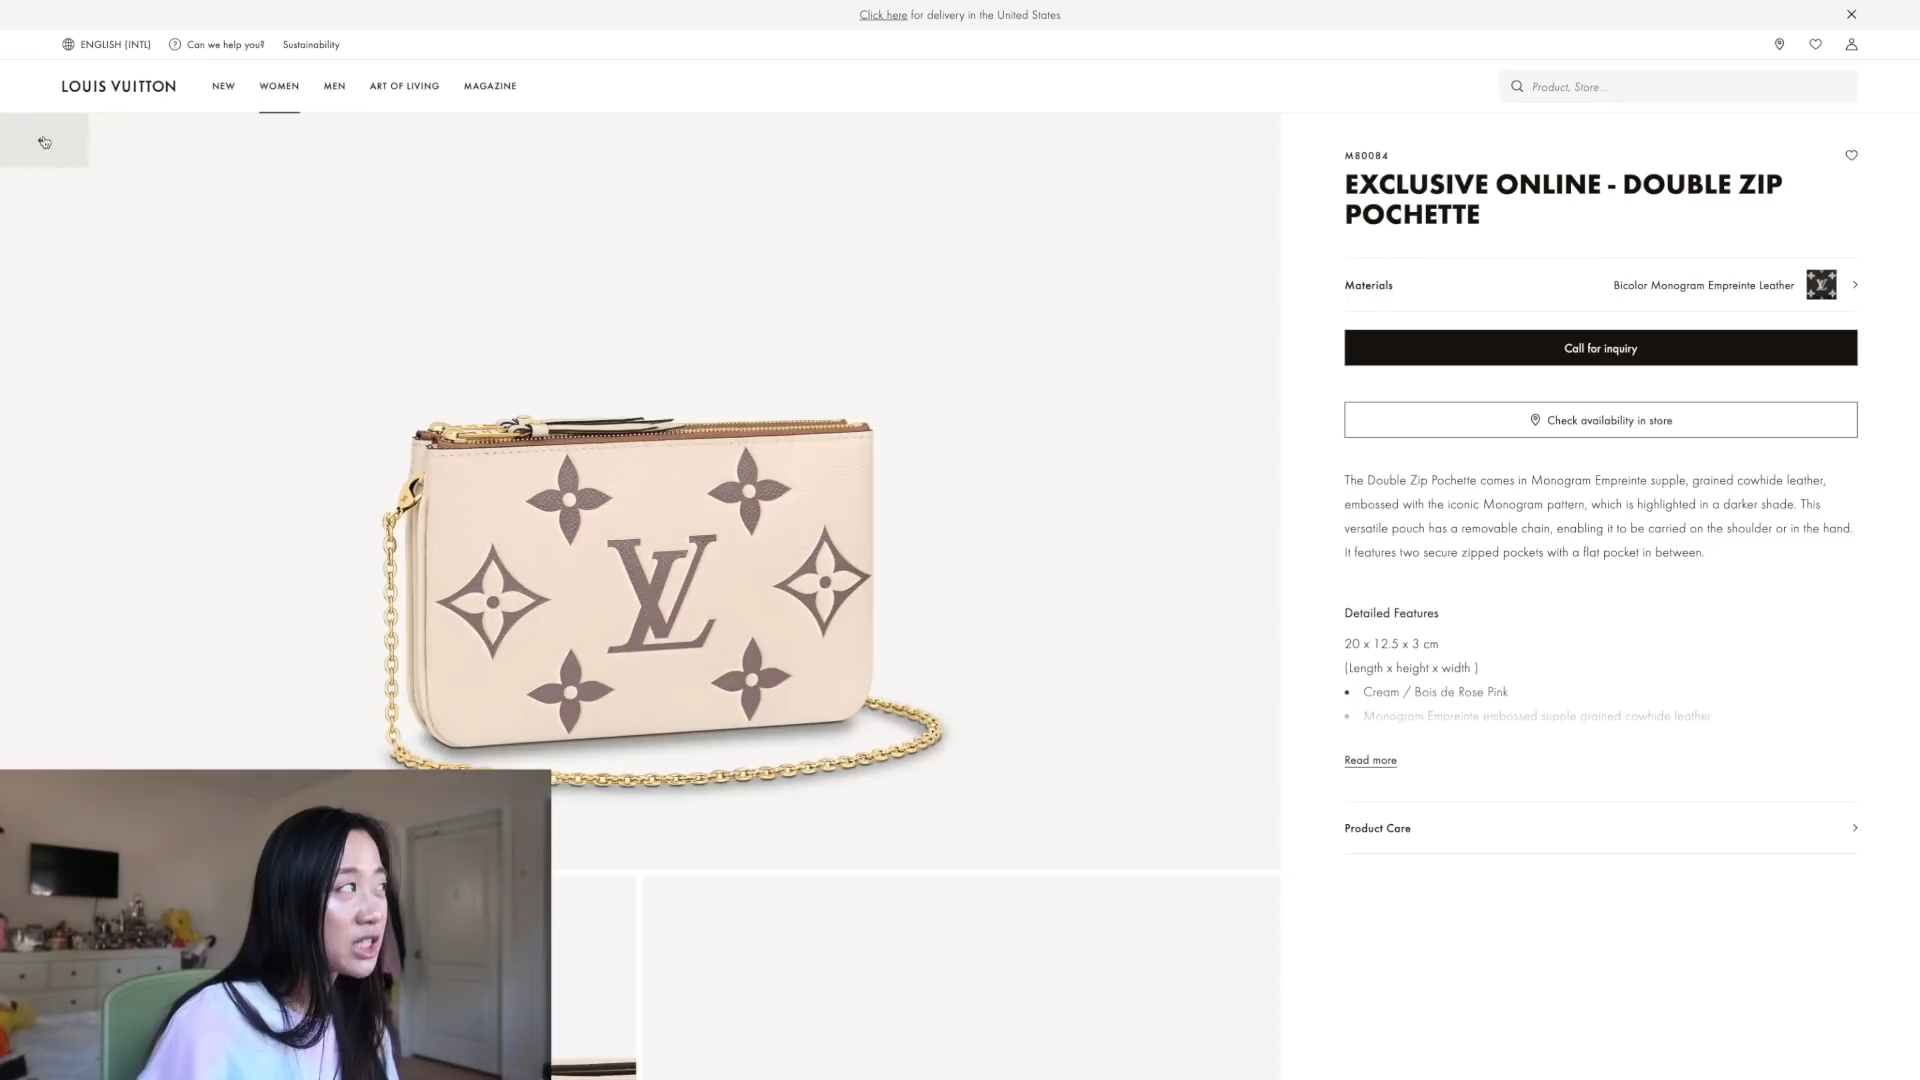 Click here for delivery in the United States
ENGLISH (INTL) Can we help you? Sustainability
LOUIS VUITTON NEW WOMEN MEN ART OF LIVING MAGAZINE Product, Store...
M80084
EXCLUSIVE ONLINE - DOUBLE ZIP
POCHETTE
Materials Bicolor Monogram Empreinte Leather
Call for inquiry
Check availability in store
The Double Zip Pochette comes in Monogram Empreinte supple, grained cowhide leather,
embossed with the iconic Monogram pattern, which is highlighted in a darker shade. This
versatile pouch has a removable chain, enabling it to be carried on the shoulder or in the hand.
It features two secure zipped pockets with a flat pocket in between.
Detailed Features
20 x 12.5 x 3 cm
(Length x height x width )
• Cream / Bois de Rose Pink
• Monogram Empreinte embossed supple grained cowhide leather
Read more
Product Care
LV